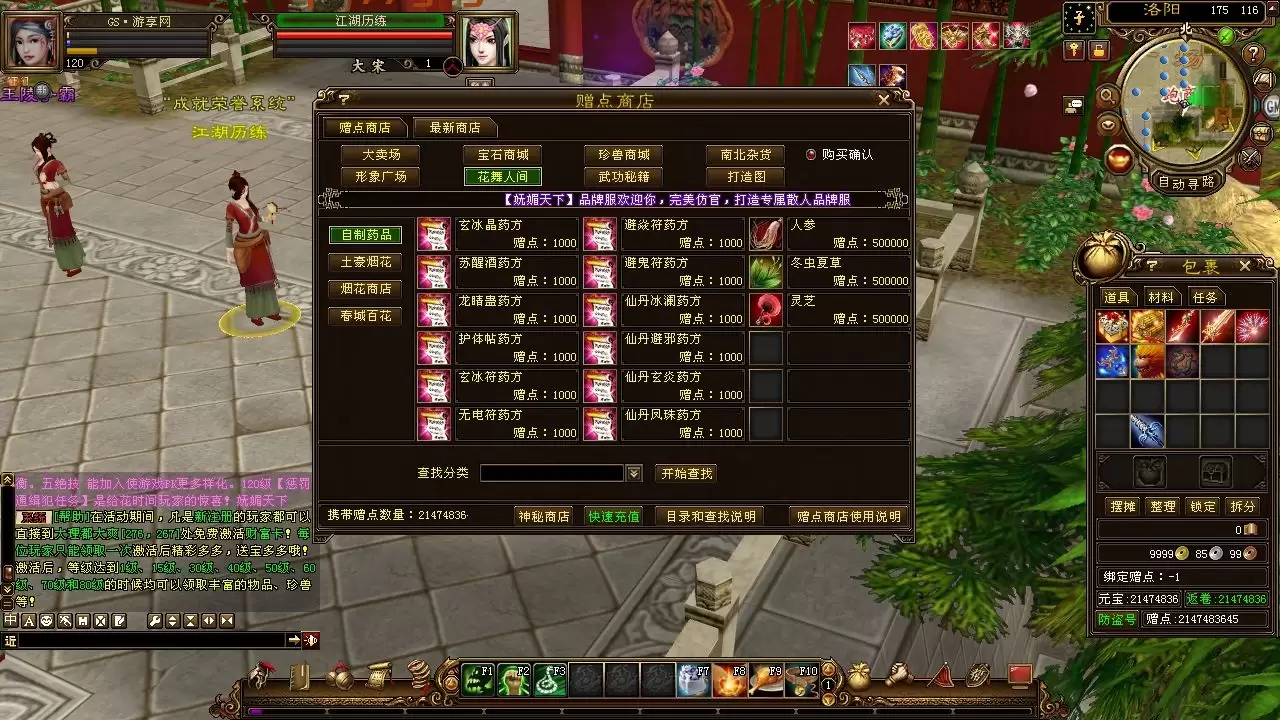 GS·游享网
120
江湖历练
大宋
1
王陵
霸
"成就荣誉系统"
江湖历练
洛阳 175 116
北
自动寻路
赠点商店
赠点商店 最新商店
大卖场 宝石商城 珍兽商城 南北杂货 购买确认
形象广场 花舞人间 武功秘籍 打造图
【妩媚天下】品牌服欢迎你，完美仿官，打造专属散人品牌服
自制药品
土豪烟花
烟花商店
春城百花
玄冰晶药方 赠点：1000
避焱符药方 赠点：1000
人参 赠点：500000
苏醒酒药方 赠点：1000
避鬼符药方 赠点：1000
冬虫夏草 赠点：500000
龙睛蛊药方 赠点：1000
仙丹冰澜药方 赠点：1000
灵芝 赠点：500000
护体帖药方 赠点：1000
仙丹避邪药方 赠点：1000
玄冰符药方 赠点：1000
仙丹玄炎药方 赠点：1000
无电符药方 赠点：1000
仙丹凤珠药方 赠点：1000
查找分类 开始查找
携带赠点数量：21474836
神秘商店 快速充值 目录和查找说明 赠点商店使用说明
包裹
道具 材料 任务
摆摊 整理 锁定 拆分
0
9999 85 99
绑定赠点：-1
元宝:21474836 返卷:21474836
防盗号 赠点:2147483645
衡。五绝技 能加入使游戏PK更多样化。120级【惩罚
通缉犯任务】是给花时间玩家的惊喜！妩媚天下
[帮助]在活动期间，凡是新注册的玩家都可以
直接到大理都大爽[276，267]处免费激活财富卡！每
位玩家只能领取一次激活后精彩多多，送宝多多哦！
激活后，等级达到1级、15级、30级、40级、50级、60
级、70级和80级的时候均可以领取丰富的物品、珍兽
等！
中 A
近
F1 F2 F3 F7 F8 F9 F10
1